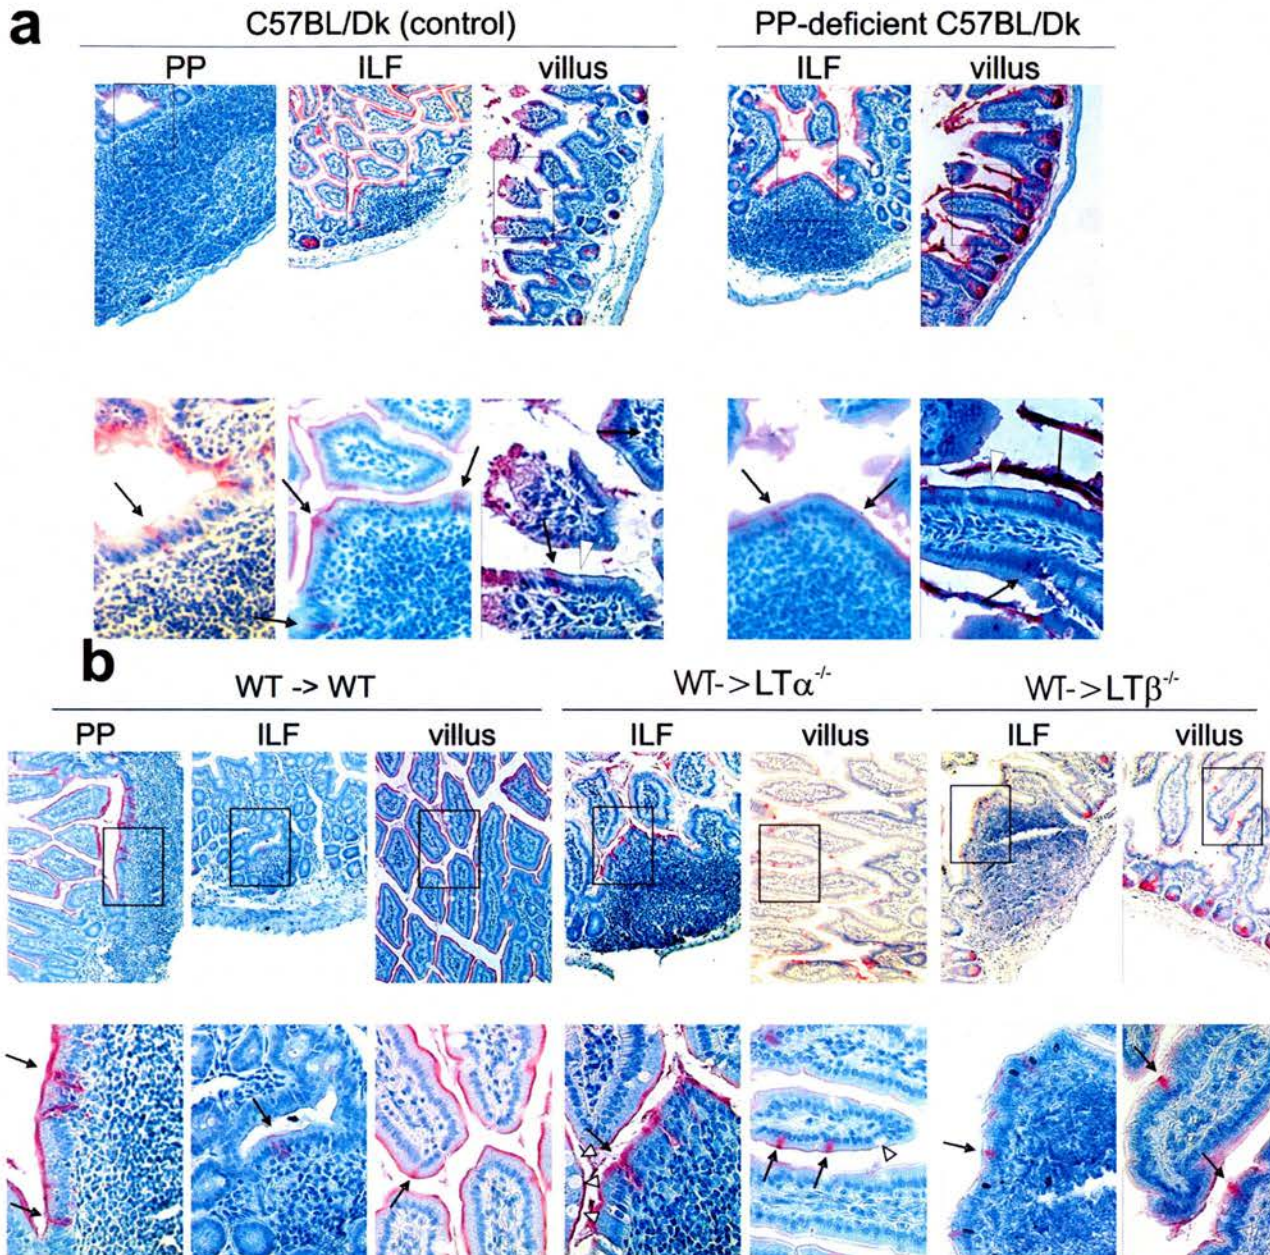 a
C57BL/Dk (control) PP-deficient C57BL/Dk
PP ILF villus ILF villus
b
WT -> WT WT->LTα-/- WT->LTβ-/-
PP ILF villus ILF villus ILF villus